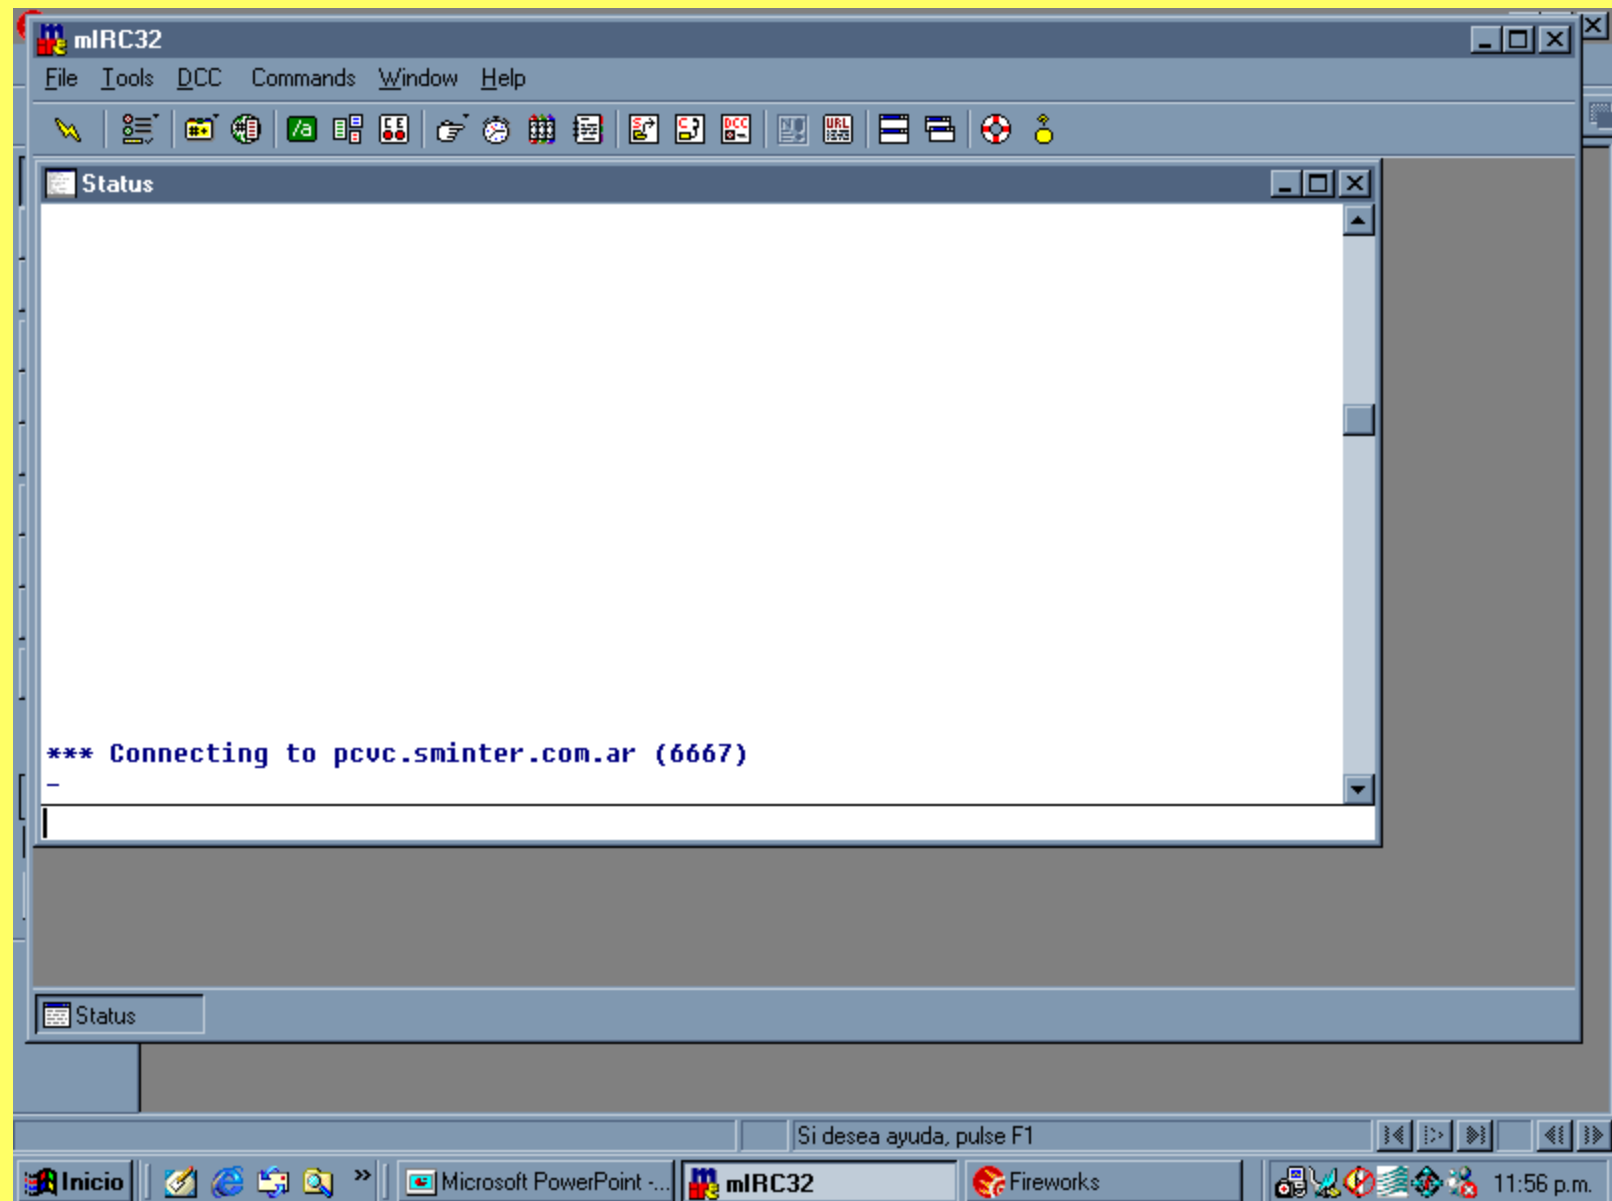 mIRC32
File Tools DCC Commands Window Help
Status
*** Connecting to pcvc.sminter.com.ar (6667)
-
Status
Si desea ayuda, pulse F1
Inicio » Microsoft PowerPoint -... mIRC32 Fireworks 11:56 p.m.